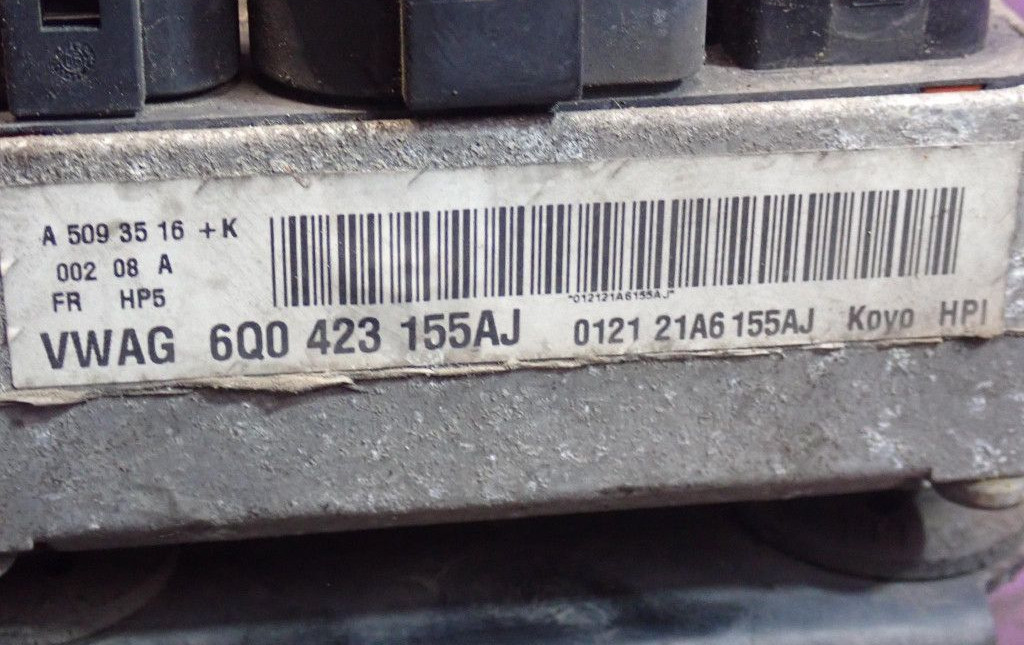 A 509 35 16 +K
002 08 A
FR HP5
*012121A6155AJ*
VWAG 6Q0 423 155AJ 0121 21A6 155AJ Koyo HPI